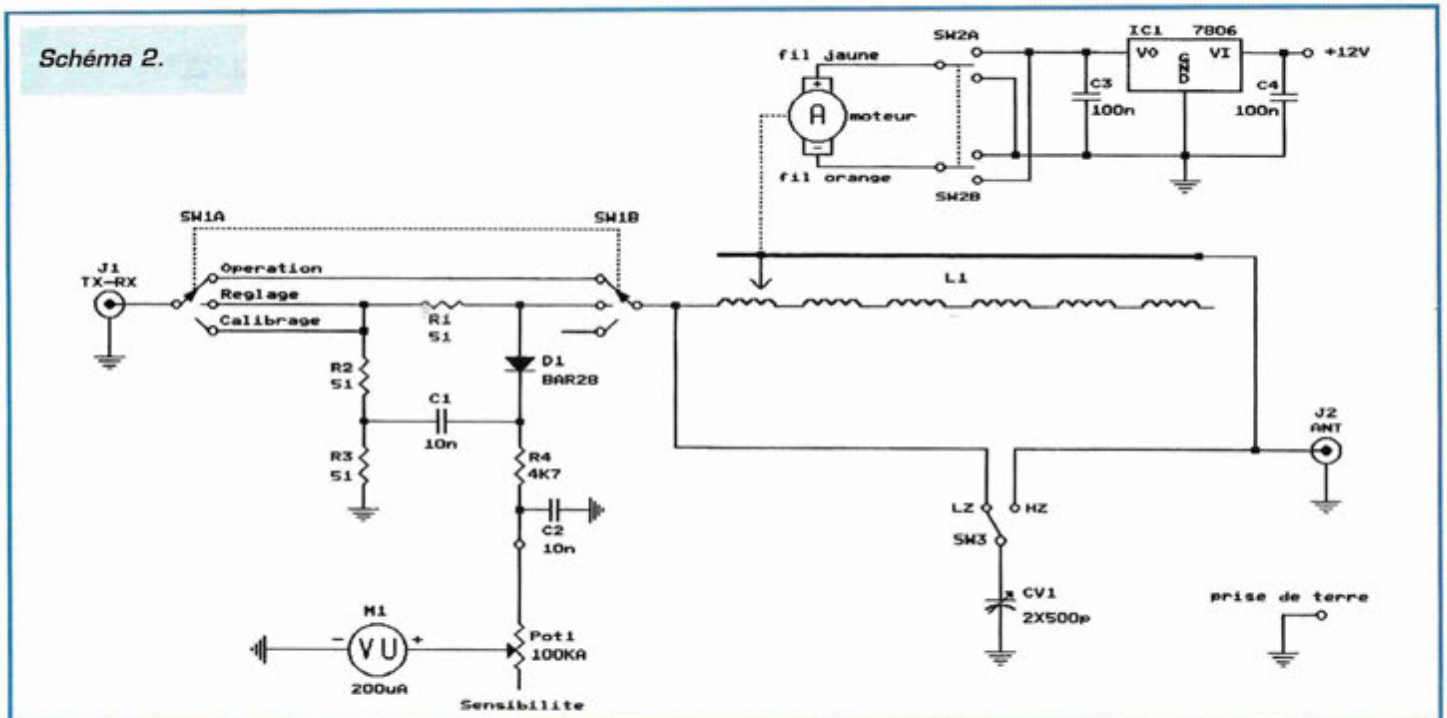 Schéma 2.
SW2A
IC1 7806
fil jaune
VO
VI
GND
+12V
C3
100n
C4
100n
+
A
moteur
-
fil orange
SW2B
SW1A
SW1B
J1
TX-RX
Operation
Reglage
Calibrage
R1
51
L1
R2
51
D1
BAR28
C1
10n
R3
51
R4
4K7
C2
10n
J2
ANT
LZ
HZ
SW3
CV1
2X500p
prise de terre
M1
- VU +
200uA
Pot1
100KA
Sensibilite